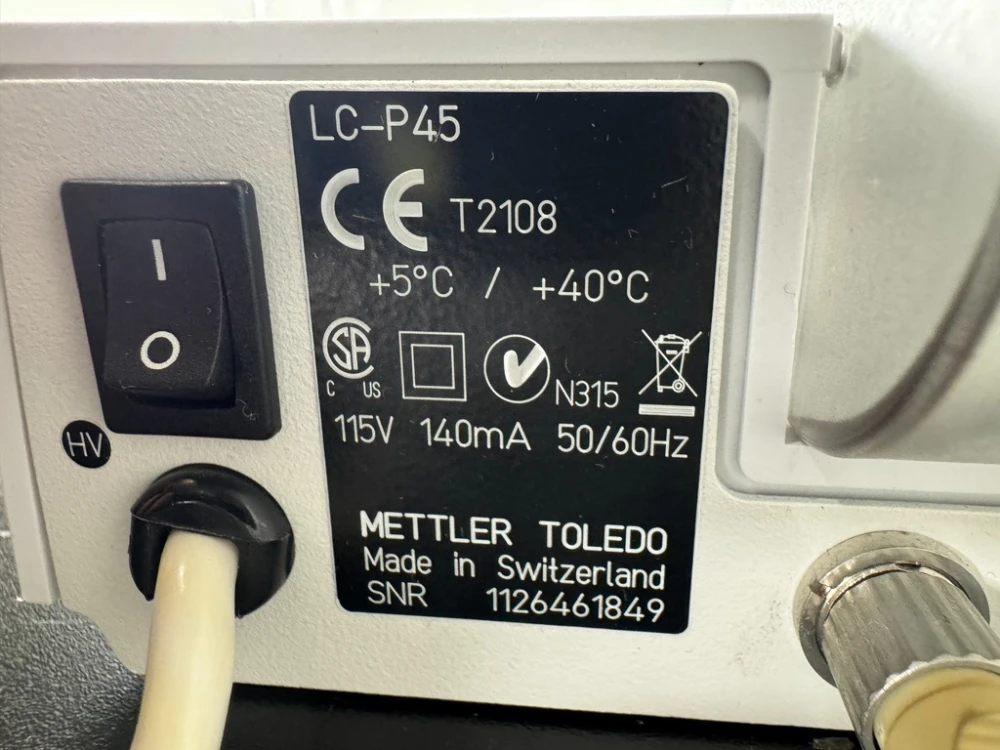 LC-P45
CE T2108
+5°C / +40°C
SA
C US
N315
115V 140mA 50/60Hz
METTLER TOLEDO
Made in Switzerland
SNR 1126461849
I
O
HV